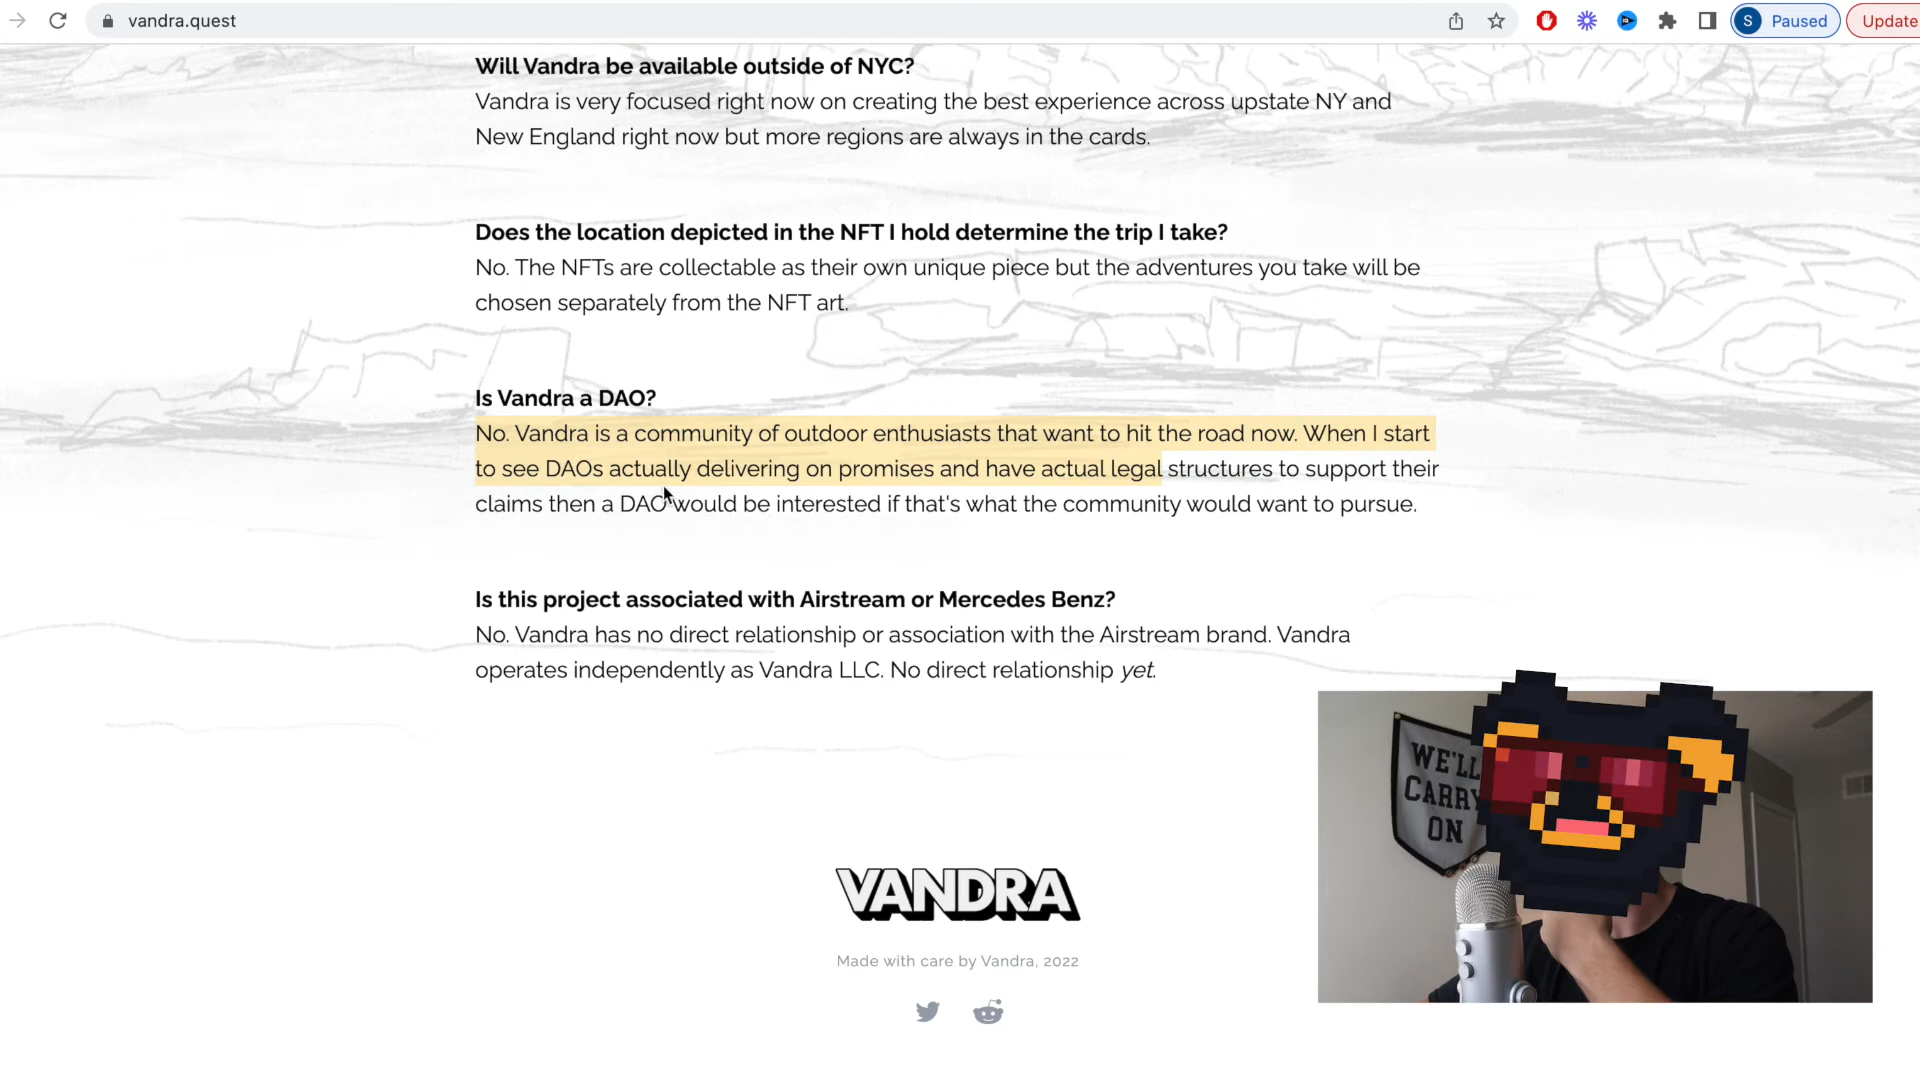 vandra.quest
S Paused
Update
Will Vandra be available outside of NYC?
Vandra is very focused right now on creating the best experience across upstate NY and
New England right now but more regions are always in the cards.
Does the location depicted in the NFT I hold determine the trip I take?
No. The NFTs are collectable as their own unique piece but the adventures you take will be
chosen separately from the NFT art.
Is Vandra a DAO?
No. Vandra is a community of outdoor enthusiasts that want to hit the road now. When I start
to see DAOs actually delivering on promises and have actual legal structures to support their
claims then a DAO would be interested if that's what the community would want to pursue.
Is this project associated with Airstream or Mercedes Benz?
No. Vandra has no direct relationship or association with the Airstream brand. Vandra
operates independently as Vandra LLC. No direct relationship yet.
WE'LL
CARRY
ON
VANDRA
Made with care by Vandra, 2022